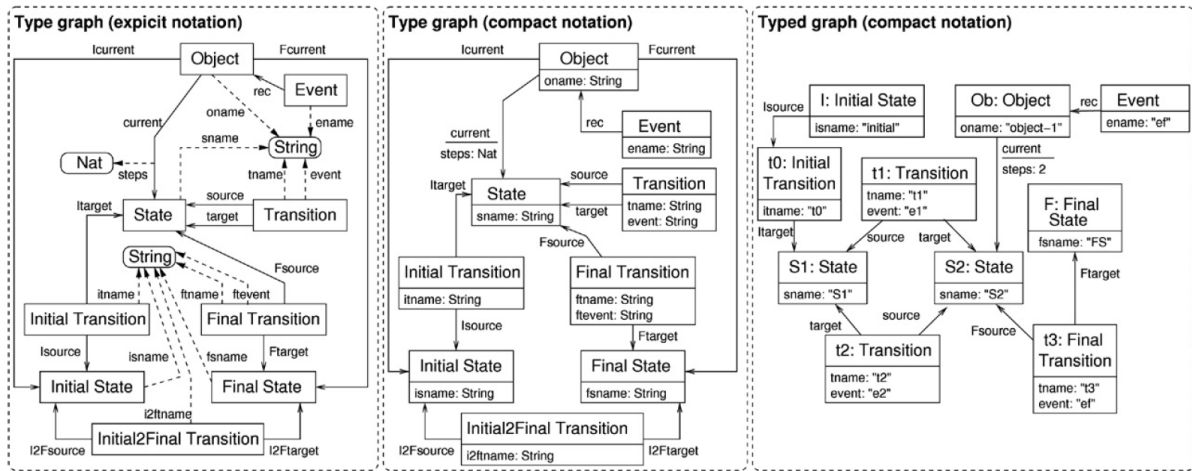 Type graph (expicit notation)
Icurrent
Fcurrent
Object
Event
rec
oname
ename
current
sname
String
Nat
steps
tname
event
Itarget
source
State
target
Transition
String
Fsource
itname
ftname
ftevent
Initial Transition
Final Transition
Isource
isname
fsname
Ftarget
Initial State
Final State
i2ftname
Initial2Final Transition
I2Fsource
I2Ftarget
Type graph (compact notation)
Icurrent
Fcurrent
Object
oname: String
rec
Event
ename: String
current
steps: Nat
Itarget
source
Transition
State
tname: String
sname: String
target
event: String
Fsource
Initial Transition
Final Transition
itname: String
ftname: String
ftevent: String
Isource
Ftarget
Initial State
Final State
isname: String
fsname: String
Initial2Final Transition
i2ftname: String
I2Fsource
I2Ftarget
Typed graph (compact notation)
Isource
I: Initial State
isname: "initial"
Ob: Object
oname: "object-1"
rec
Event
ename: "ef"
current
steps: 2
t0: Initial
Transition
itname: "t0"
t1: Transition
tname: "t1"
event: "e1"
F: Final
State
fsname: "FS"
Itarget
source
target
S1: State
sname: "S1"
S2: State
sname: "S2"
Ftarget
target
source
Fsource
t2: Transition
tname: "t2"
event: "e2"
t3: Final
Transition
tname: "t3"
event: "ef"